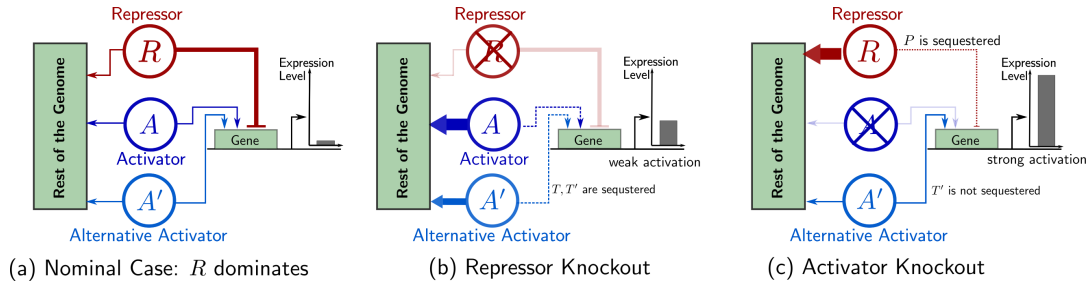 Repressor
R
Rest of the Genome
Expression
Level
A
Gene
Activator
A′
Alternative Activator
(a) Nominal Case: R dominates
Repressor
R
Rest of the Genome
Expression
Level
A
Gene
Activator
weak activation
A′
T, T′ are sequstered
Alternative Activator
(b) Repressor Knockout
Repressor
R
P is sequestered
Rest of the Genome
Expression
Level
A
Gene
strong activation
A′
T′ is not sequestered
Alternative Activator
(c) Activator Knockout